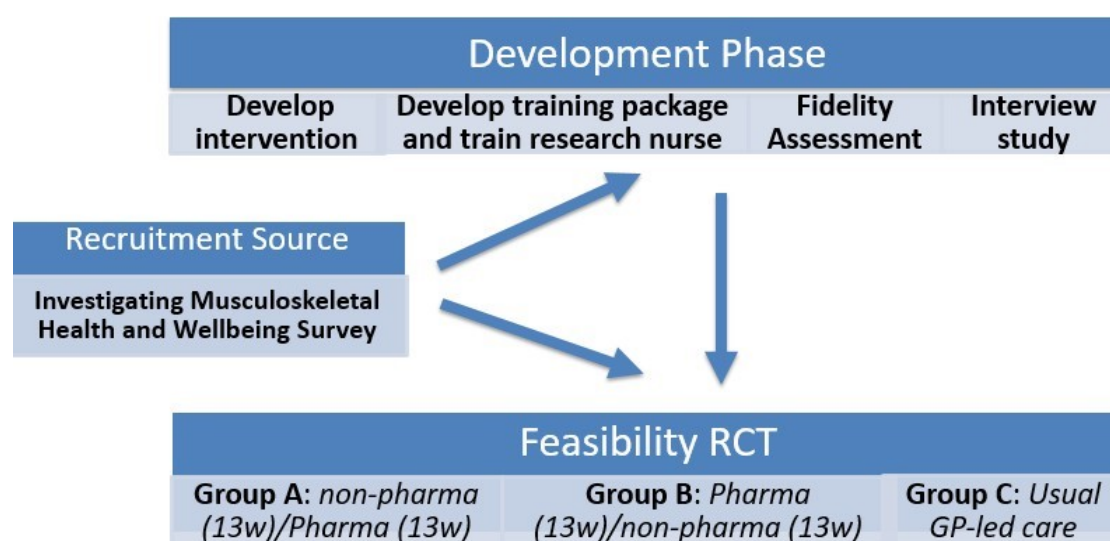 Development Phase
Develop
intervention
Develop training package
and train research nurse
Fidelity
Assessment
Interview
study
Recruitment Source
Investigating Musculoskeletal
Health and Wellbeing Survey
Feasibility RCT
Group A: non-pharma
(13w)/Pharma (13w)
Group B: Pharma
(13w)/non-pharma (13w)
Group C: Usual
GP-led care